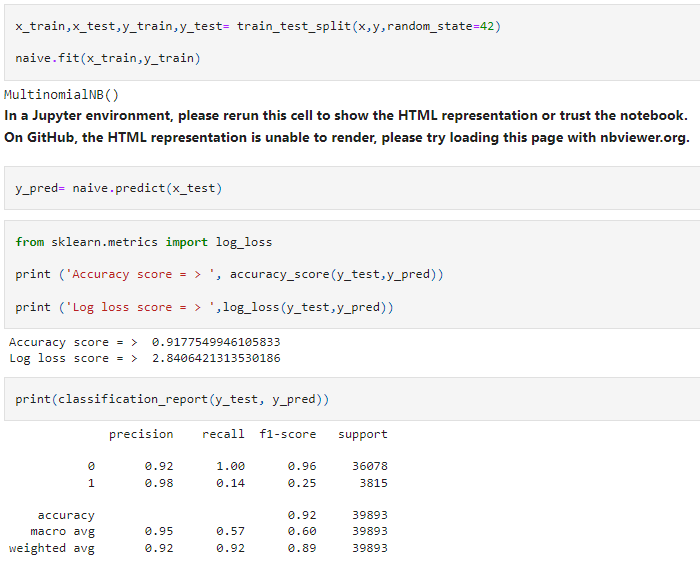 x_train,x_test,y_train,y_test= train_test_split(x,y,random_state=42)
naive.fit(x_train,y_train)
MultinomialNB()
In a Jupyter environment, please rerun this cell to show the HTML representation or trust the notebook.
On GitHub, the HTML representation is unable to render, please try loading this page with nbviewer.org.
y_pred= naive.predict(x_test)
from sklearn.metrics import log_loss
print ('Accuracy score = > ', accuracy_score(y_test,y_pred))
print ('Log loss score = > ',log_loss(y_test,y_pred))
Accuracy score = >  0.9177549946105833
Log loss score = >  2.8406421313530186
print(classification_report(y_test, y_pred))
precision    recall  f1-score   support
0       0.92      1.00      0.96     36078
1       0.98      0.14      0.25      3815
accuracy                           0.92     39893
macro avg       0.95      0.57      0.60     39893
weighted avg       0.92      0.92      0.89     39893